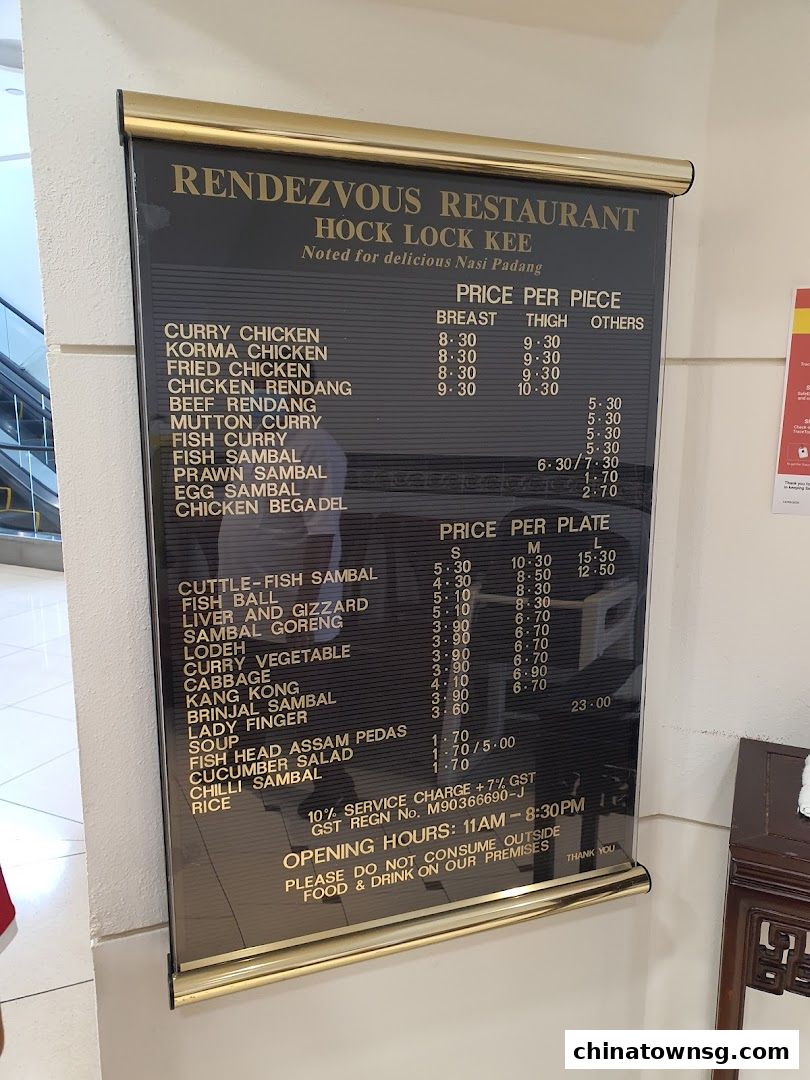 RENDEZVOUS RESTAURANT
HOCK LOCK KEE
Noted for delicious Nasi Padang
PRICE PER PIECE
BREAST THIGH OTHERS
CURRY CHICKEN 8·30 9·30
KORMA CHICKEN 8·30 9·30
FRIED CHICKEN 8·30 9·30
CHICKEN RENDANG 9·30 10·30
BEEF RENDANG 5·30
MUTTON CURRY 5·30
FISH CURRY 5·30
FISH SAMBAL 5·30
PRAWN SAMBAL 6·30/7·30
EGG SAMBAL 1·70
CHICKEN BEGADEL 2·70
PRICE PER PLATE
S M L
CUTTLE-FISH SAMBAL 5·30 10·30 15·30
FISH BALL 4·30 8·50 12·50
LIVER AND GIZZARD 5·10 8·30
SAMBAL GORENG 5·10 8·30
LODEH 3·90 6·70
CURRY VEGETABLE 3·90 6·70
CABBAGE 3·90 6·70
KANG KONG 3·90 6·70
BRINJAL SAMBAL 4·10 6·90
LADY FINGER 3·90 6·70
SOUP 3·60
FISH HEAD ASSAM PEDAS 23·00
CUCUMBER SALAD 1·70
CHILLI SAMBAL 1·70/5·00
RICE 1·70
10% SERVICE CHARGE +7% GST
GST REGN No. M90366690-J
OPENING HOURS: 11AM – 8:30PM
PLEASE DO NOT CONSUME OUTSIDE
FOOD & DRINK ON OUR PREMISES
THANK YOU
chinatownsg.com